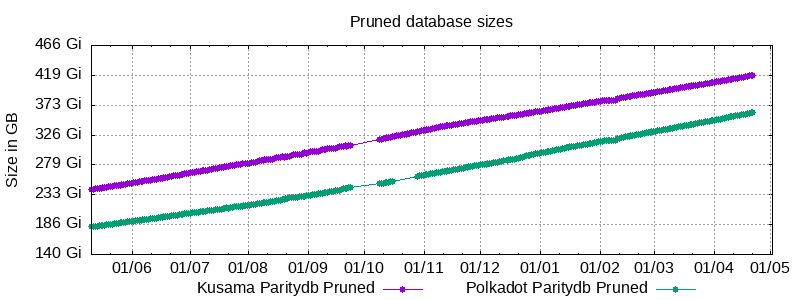 Pruned database sizes
466 Gi
419 Gi
373 Gi
326 Gi
279 Gi
233 Gi
186 Gi
140 Gi
Size in GB
01/06 01/07 01/08 01/09 01/10 01/11 01/12 01/01 01/02 01/03 01/04 01/05
Kusama Paritydb Pruned Polkadot Paritydb Pruned